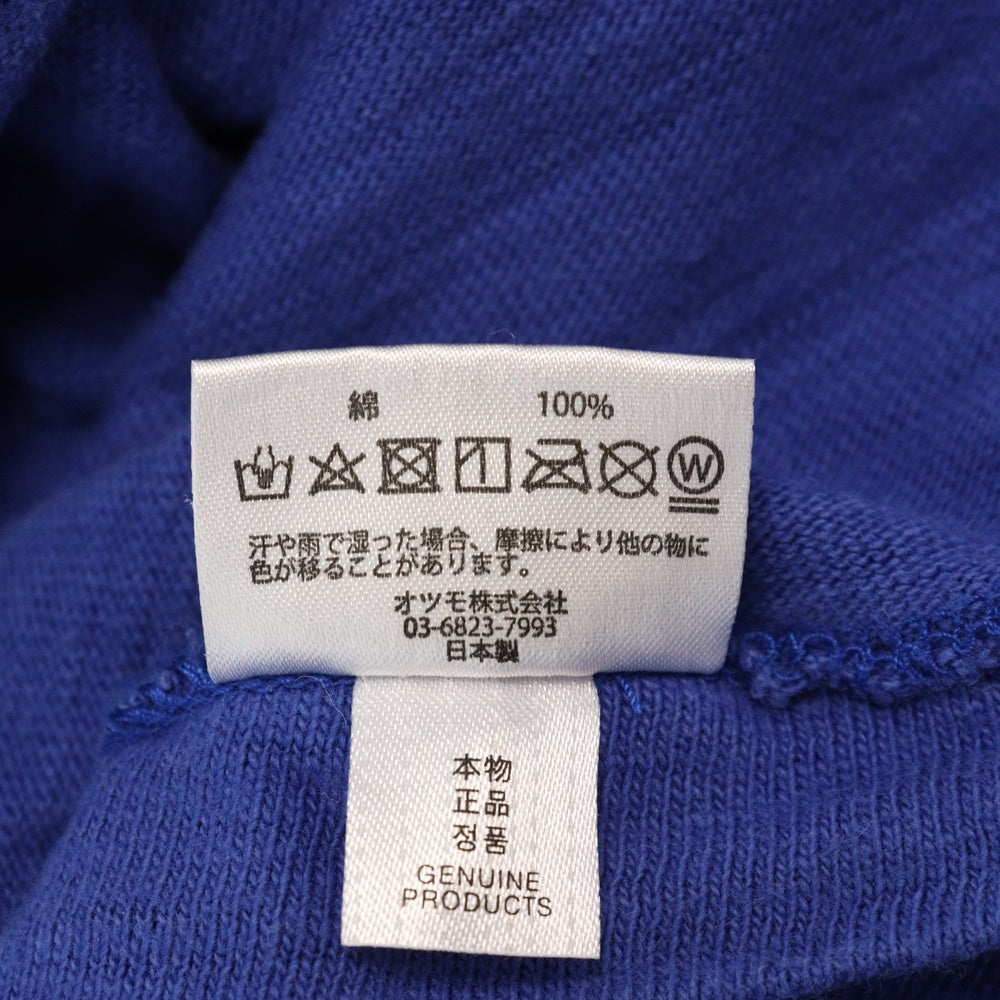 綿 100%
W
汗や雨で湿った場合、摩擦により他の物に
色が移ることがあります。
オツモ株式会社
03-6823-7993
日本製
本物
正品
정품
GENUINE
PRODUCTS